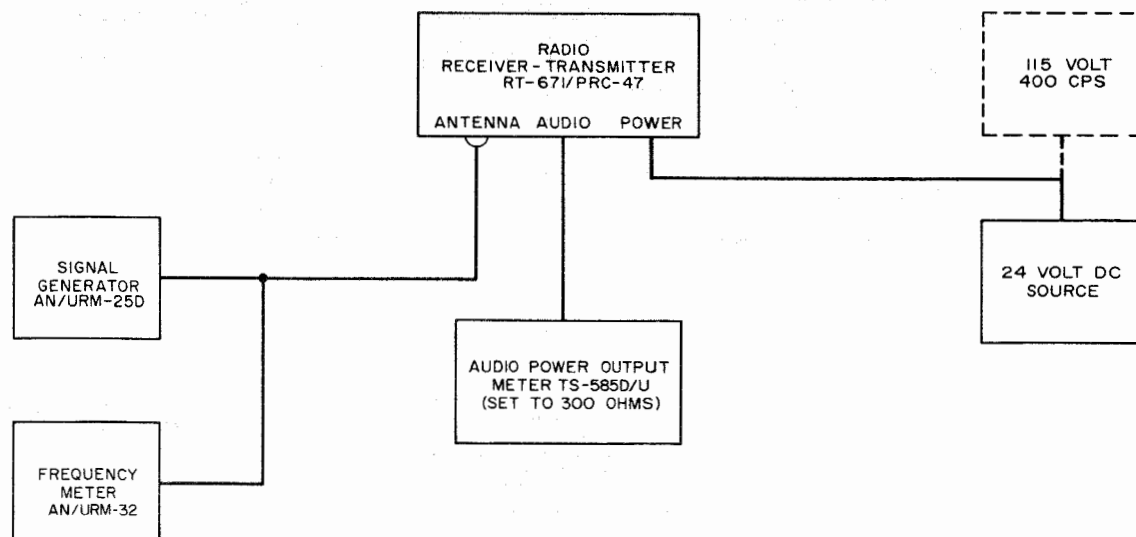 RADIO
RECEIVER-TRANSMITTER
RT-671/PRC-47
ANTENNA AUDIO POWER
115 VOLT
400 CPS
SIGNAL
GENERATOR
AN/URM-25D
24 VOLT DC
SOURCE
AUDIO POWER OUTPUT
METER TS-585D/U
(SET TO 300 OHMS)
FREQUENCY
METER
AN/URM-32